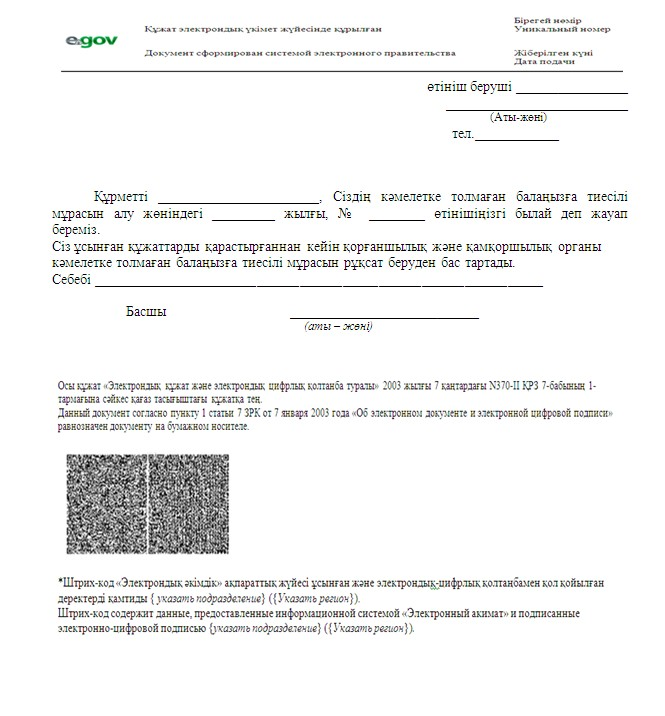 e.gov
Құжат электрондық үкімет жүйесінде құрылған
Документ сформирован системой электронного правительства
Бірегей нөмір
Уникальный номер
Жіберілген күні
Дата подачи
өтініш беруші ________________
__________________________
(Аты-жөні)
тел.____________
Құрметті _______________________, Сіздің кәмелетке толмаған балаңызға тиесілі
мұрасын алу жөніндегі _________ жылғы, № ________ өтінішіңізгі былай деп жауап
береміз.
Сіз ұсынған құжаттарды қарастырғаннан кейін қорғаншылық және қамқоршылық органы
кәмелетке толмаған балаңызға тиесілі мұрасын рұқсат беруден бас тартады.
Себебі ________________________________________________________________
Басшы ___________________________
(аты – жөні)
Осы құжат «Электрондық құжат және электрондық цифрлық қолтанба туралы» 2003 жылғы 7 қаңтардағы N370-II ҚРЗ 7-бабының 1-
тармағына сәйкес қағаз тасығыштағы құжатқа тең.
Данный документ согласно пункту 1 статьи 7 ЗРК от 7 января 2003 года «Об электронном документе и электронной цифровой подписи»
равнозначен документу на бумажном носителе.
*Штрих-код «Электрондық әкімдік» ақпараттық жүйесі ұсынған және электрондық-цифрлық қолтанбамен қол қойылған
деректерді қамтиды { указать подразделение} ({Указать регион}).
Штрих-код содержит данные, предоставленные информационной системой «Электронный акимат» и подписанные
электронно-цифровой подписью {указать подразделение} ({Указать регион}).